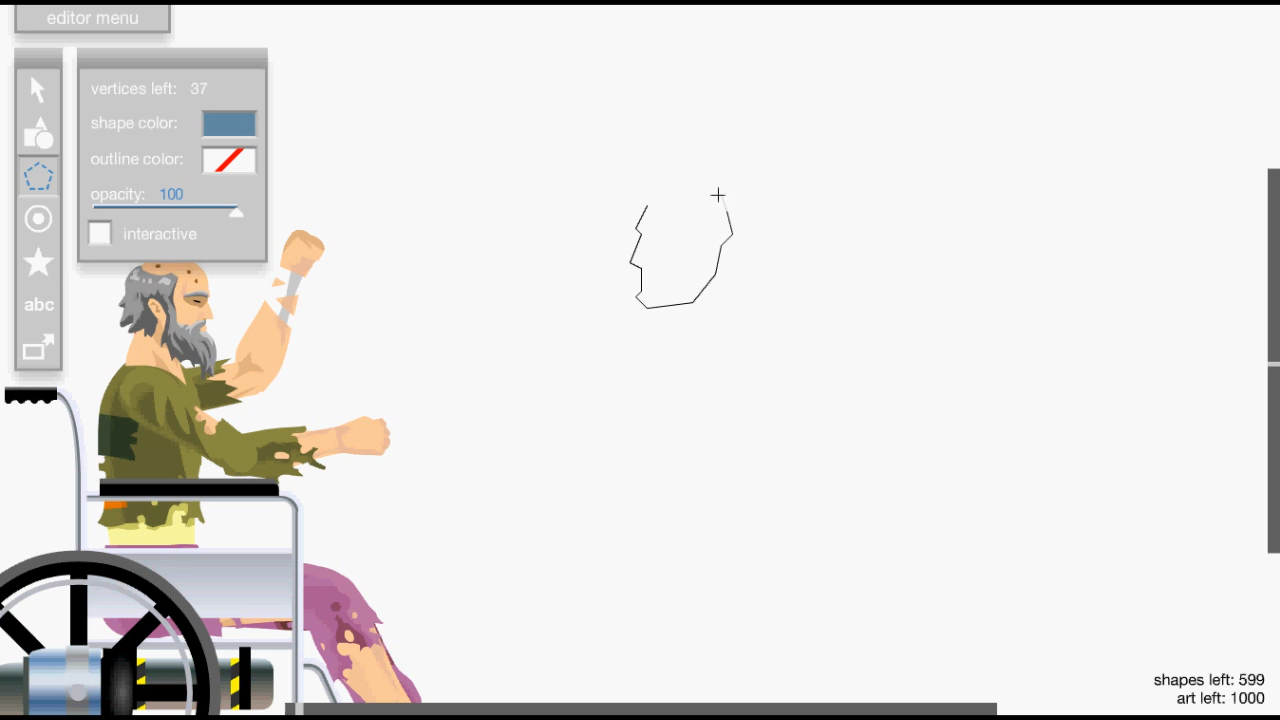 editor menu
vertices left: 37
shape color:
outline color:
opacity: 100
interactive
abc
shapes left: 599
art left: 1000